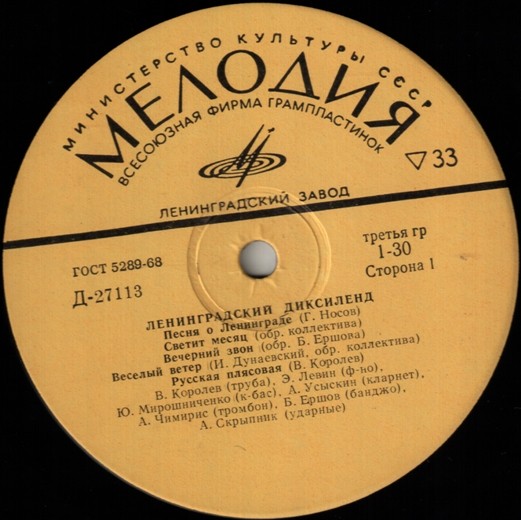 МИНИСТЕРСТВО КУЛЬТУРЫ СССР
МЕЛОДИЯ
ВСЕСОЮЗНАЯ ФИРМА ГРАМПЛАСТИНОК
▽ 33
ЛЕНИНГРАДСКИЙ ЗАВОД
ГОСТ 5289-68
Д-27113
третья гр
1-30
Сторона 1
ЛЕНИНГРАДСКИЙ ДИКСИЛЕНД
Песня о Ленинграде (Г. Носов)
Светит месяц (обр. коллектива)
Вечерний звон (обр. Б. Ершова)
Веселый ветер (И. Дунаевский, обр. коллектива)
Русская плясовая (В. Королев)
В. Королев (труба), Э. Левин (ф-но),
Ю. Мирошниченко (к-бас), А. Усыскин (кларнет),
А. Чимирис (тромбон), Б. Ершов (банджо),
А. Скрыпник (ударные)